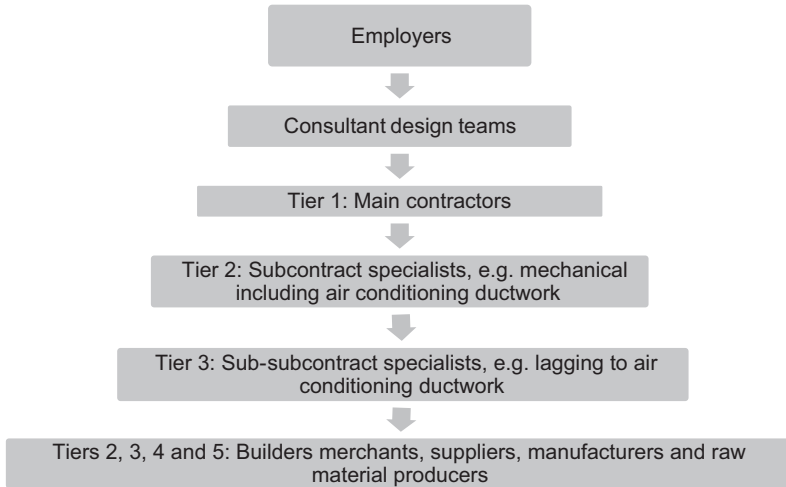 Employers
Consultant design teams
Tier 1: Main contractors
Tier 2: Subcontract specialists, e.g. mechanical
including air conditioning ductwork
Tier 3: Sub-subcontract specialists, e.g. lagging to air
conditioning ductwork
Tiers 2, 3, 4 and 5: Builders merchants, suppliers, manufacturers and raw
material producers